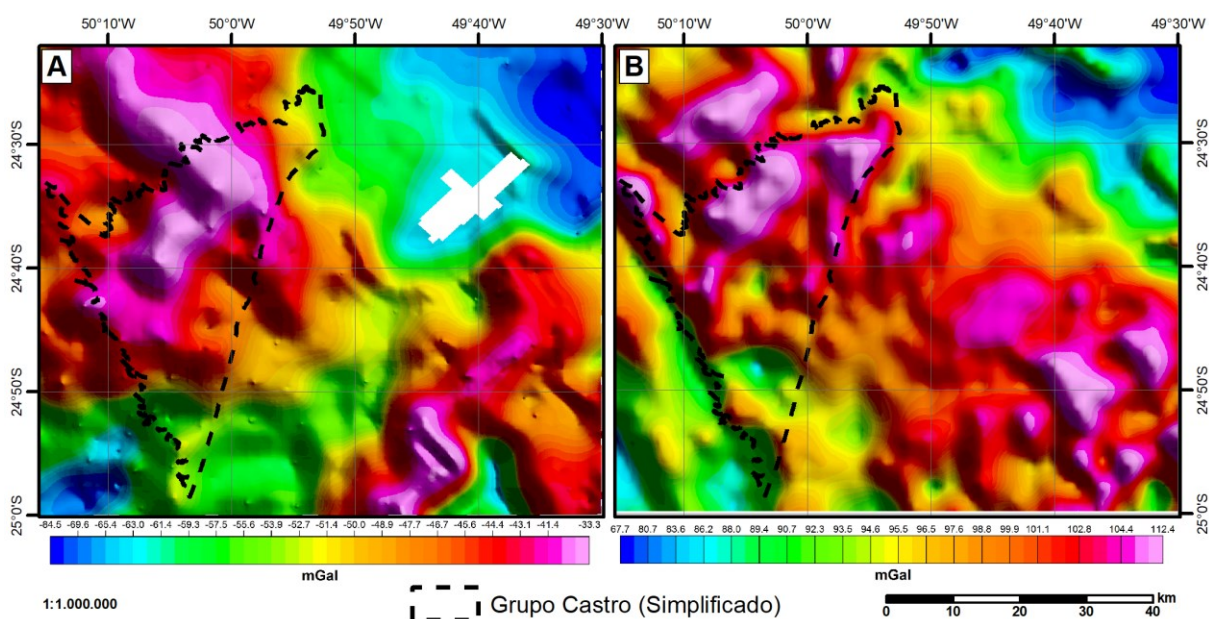 50°10'W 50°0'W 49°50'W 49°40'W 49°30'W 50°10'W 50°0'W 49°50'W 49°40'W 49°30'W
A B
24°30'S 24°30'S
24°40'S 24°40'S
24°50'S 24°50'S
25°0'S 25°0'S
-84.5 -69.6 -65.4 -63.0 -61.0 -59.3 -57.5 -55.6 -53.9 -52.7 -51.4 -50.0 -48.9 -47.7 -46.7 -45.6 -44.4 -43.1 -11.4 -33.3
67.7 80.7 83.6 86.2 88.0 89.4 90.7 92.3 93.5 94.6 95.5 96.5 97.6 98.8 99.9 101.1 102.8 104.4 112.4
mGal mGal
1:1.000.000
Grupo Castro (Simplificado)
km
0 10 20 30 40